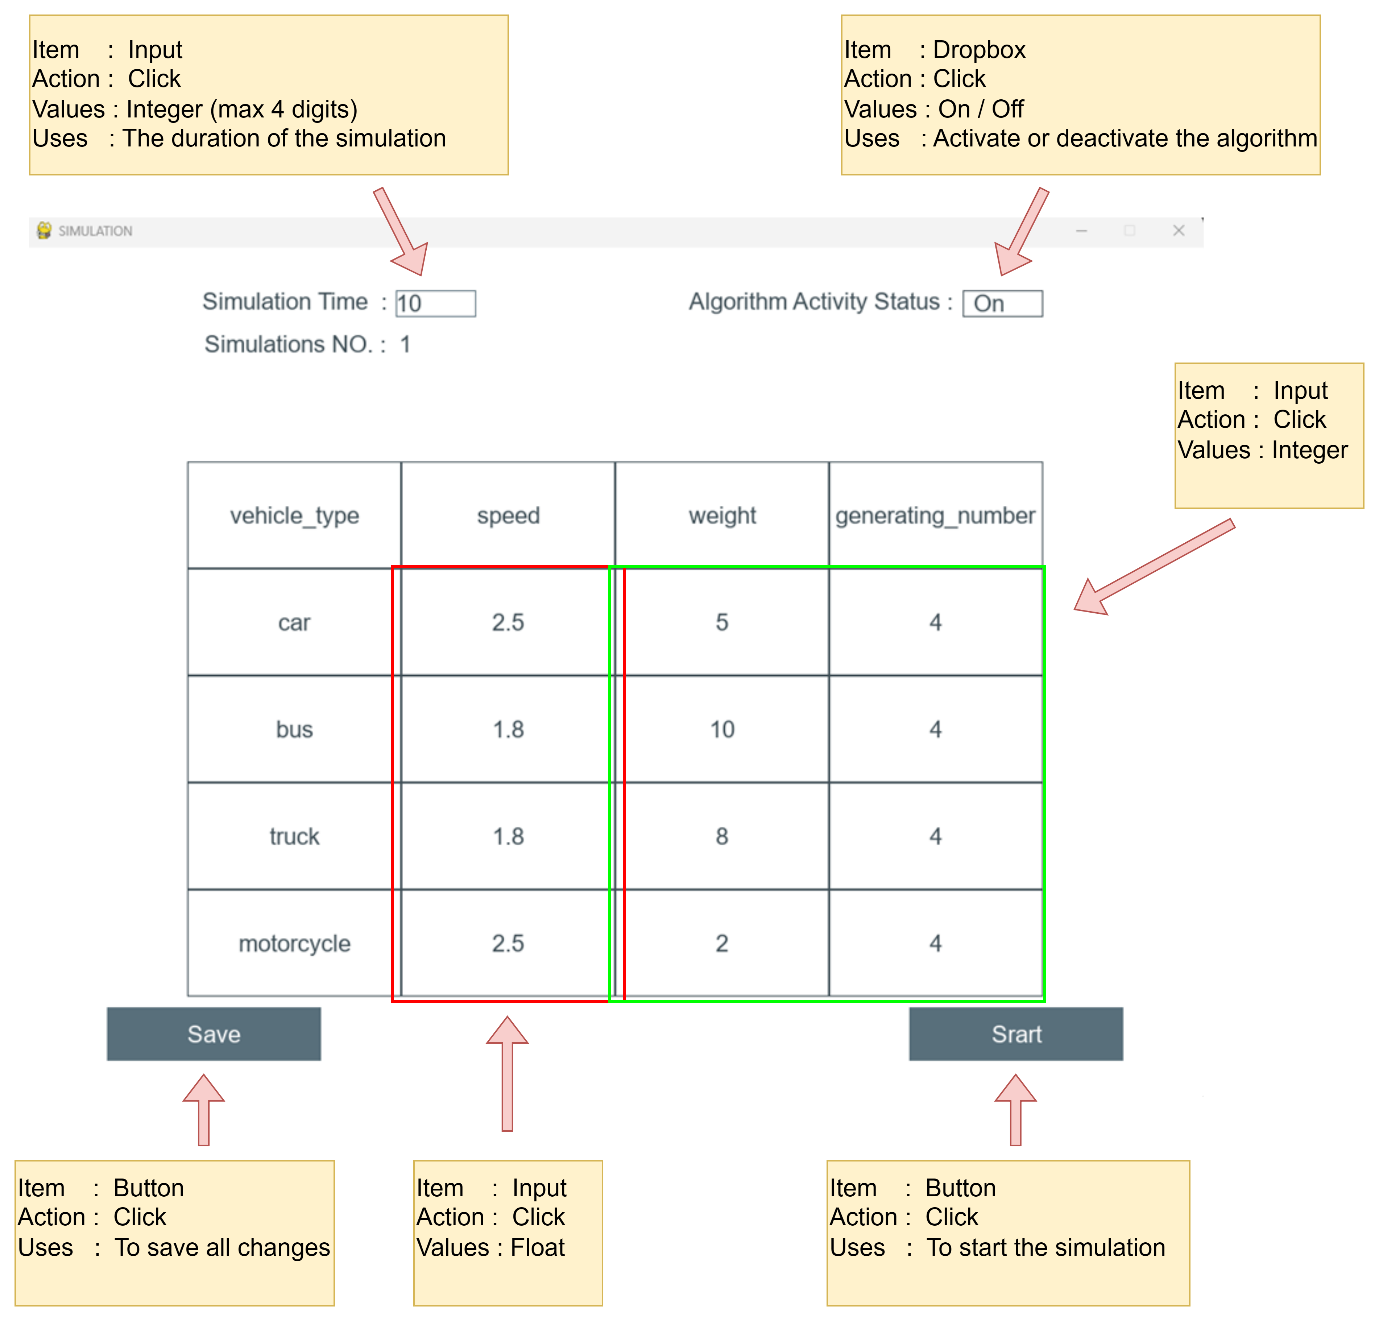 Item : Input
Action : Click
Values : Integer (max 4 digits)
Uses : The duration of the simulation
Item : Dropbox
Action : Click
Values : On / Off
Uses : Activate or deactivate the algorithm
SIMULATION
Simulation Time : 10
Algorithm Activity Status : On
Simulations NO. : 1
Item : Input
Action : Click
Values : Integer
vehicle_type speed weight generating_number
car 2.5 5 4
bus 1.8 10 4
truck 1.8 8 4
motorcycle 2.5 2 4
Save
Srart
Item : Button
Action : Click
Uses : To save all changes
Item : Input
Action : Click
Values : Float
Item : Button
Action : Click
Uses : To start the simulation